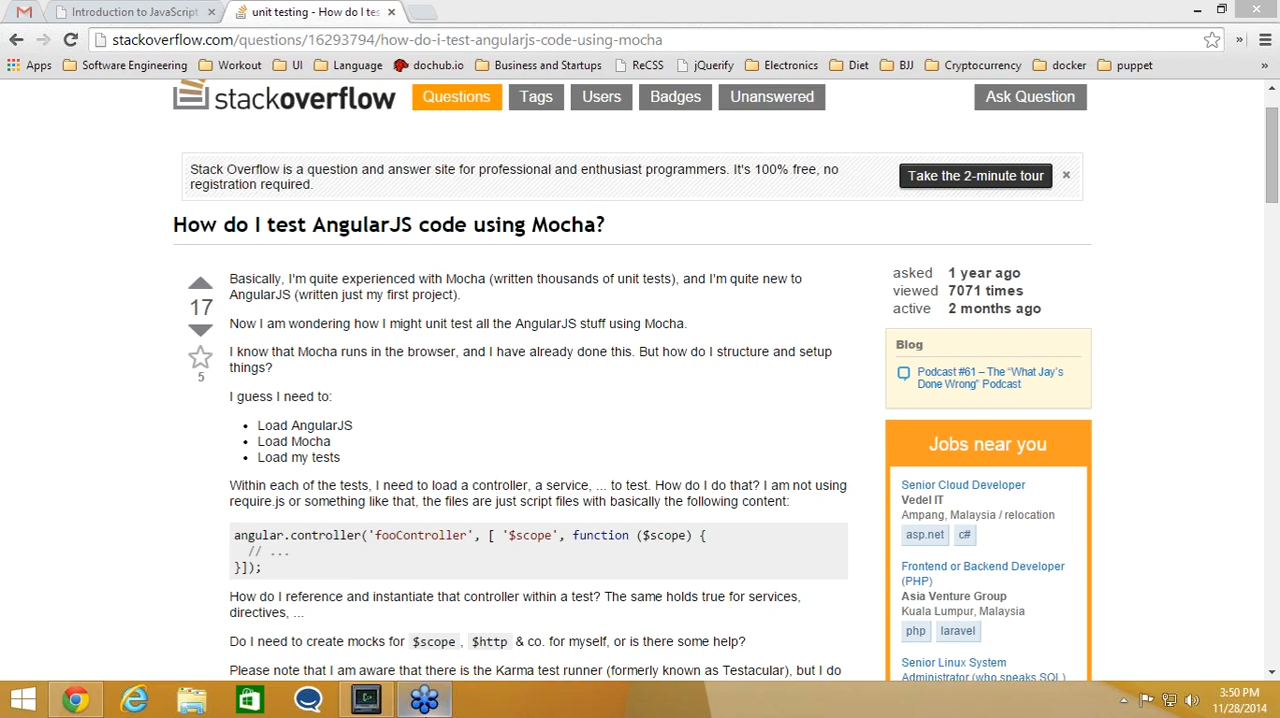 Introduction to JavaScript
unit testing - How do I tes
stackoverflow.com/questions/16293794/how-do-i-test-angularjs-code-using-mocha
Apps Software Engineering Workout UI Language dochub.io Business and Startups ReCSS jQuerify Electronics Diet BJJ Cryptocurrency docker puppet
stackoverflow Questions Tags Users Badges Unanswered Ask Question
Stack Overflow is a question and answer site for professional and enthusiast programmers. It's 100% free, no
registration required.
Take the 2-minute tour
How do I test AngularJS code using Mocha?
17
5
Basically, I'm quite experienced with Mocha (written thousands of unit tests), and I'm quite new to
AngularJS (written just my first project).
Now I am wondering how I might unit test all the AngularJS stuff using Mocha.
I know that Mocha runs in the browser, and I have already done this. But how do I structure and setup
things?
I guess I need to:
• Load AngularJS
• Load Mocha
• Load my tests
Within each of the tests, I need to load a controller, a service, ... to test. How do I do that? I am not using
require.js or something like that, the files are just script files with basically the following content:
angular.controller('fooController', [ '$scope', function ($scope) {
// ...
}]);
How do I reference and instantiate that controller within a test? The same holds true for services,
directives, ...
Do I need to create mocks for $scope, $http & co. for myself, or is there some help?
Please note that I am aware that there is the Karma test runner (formerly known as Testacular), but I do
asked 1 year ago
viewed 7071 times
active 2 months ago
Blog
Podcast #61 – The “What Jay’s
Done Wrong” Podcast
Jobs near you
Senior Cloud Developer
Vedel IT
Ampang, Malaysia / relocation
asp.net c#
Frontend or Backend Developer
(PHP)
Asia Venture Group
Kuala Lumpur, Malaysia
php laravel
Senior Linux System
Administrator (who speaks SQL)
3:50 PM
11/28/2014